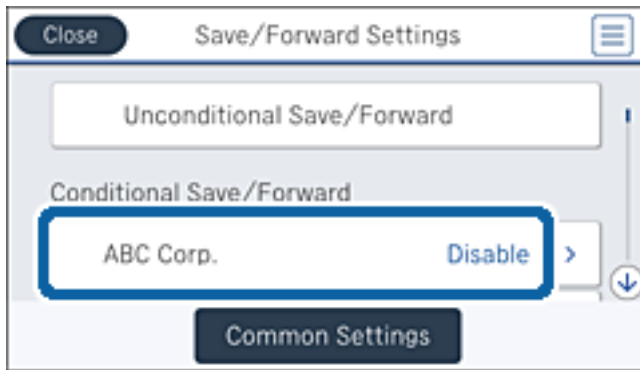 Close Save/Forward Settings
Unconditional Save/Forward
Conditional Save/Forward
ABC Corp. Disable >
Common Settings